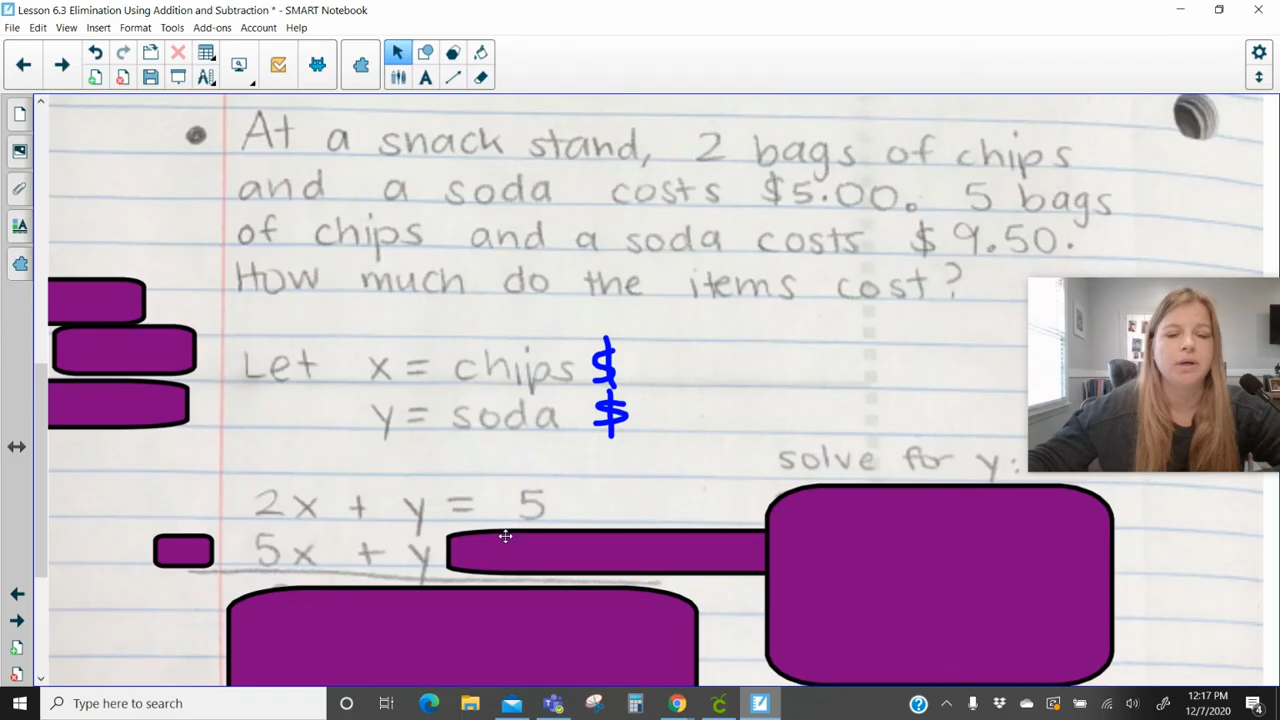 Lesson 6.3 Elimination Using Addition and Subtraction * - SMART Notebook
File Edit View Insert Format Tools Add-ons Account Help
At a snack stand, 2 bags of chips
and a soda costs $5.00. 5 bags
of chips and a soda costs $9.50.
How much do the items cost?
Let x = chips $
y = soda $
solve for y:
2x + y = 5
5x + y
Type here to search
12:17 PM
12/7/2020
4